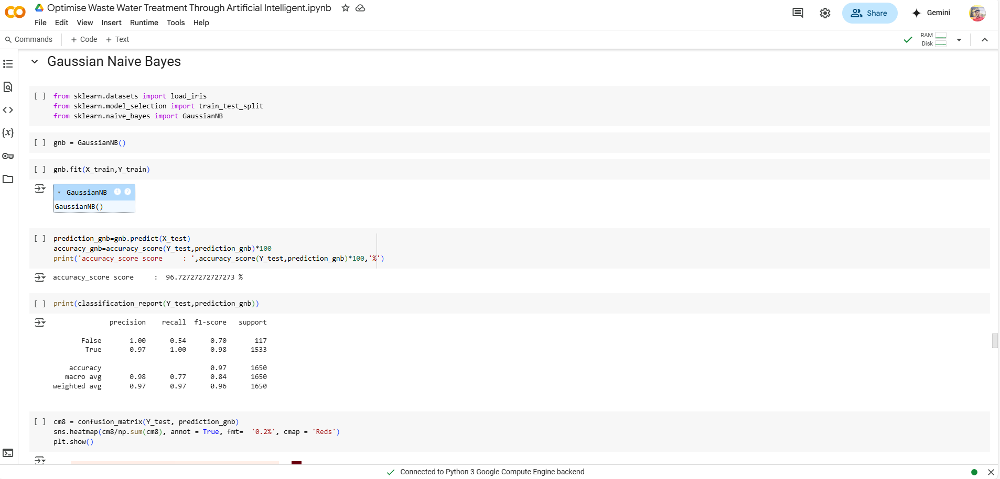 Optimise Waste Water Treatment Through Artificial Intelligent.ipynb
File Edit View Insert Runtime Tools Help
Share
Gemini
Commands + Code + Text
RAM
Disk
Gaussian Naive Bayes
[ ] from sklearn.datasets import load_iris
from sklearn.model_selection import train_test_split
from sklearn.naive_bayes import GaussianNB
[ ] gnb = GaussianNB()
[ ] gnb.fit(X_train,Y_train)
GaussianNB i ?
GaussianNB()
[ ] prediction_gnb=gnb.predict(X_test)
accuracy_gnb=accuracy_score(Y_test,prediction_gnb)*100
print('accuracy_score score     : ',accuracy_score(Y_test,prediction_gnb)*100,'%')
accuracy_score score     :  96.72727272727273 %
[ ] print(classification_report(Y_test,prediction_gnb))
precision recall f1-score support
False 1.00 0.54 0.70 117
True 0.97 1.00 0.98 1533
accuracy 0.97 1650
macro avg 0.98 0.77 0.84 1650
weighted avg 0.97 0.97 0.96 1650
[ ] cm8 = confusion_matrix(Y_test, prediction_gnb)
sns.heatmap(cm8/np.sum(cm8), annot = True, fmt=  '0.2%', cmap = 'Reds')
plt.show()
Connected to Python 3 Google Compute Engine backend